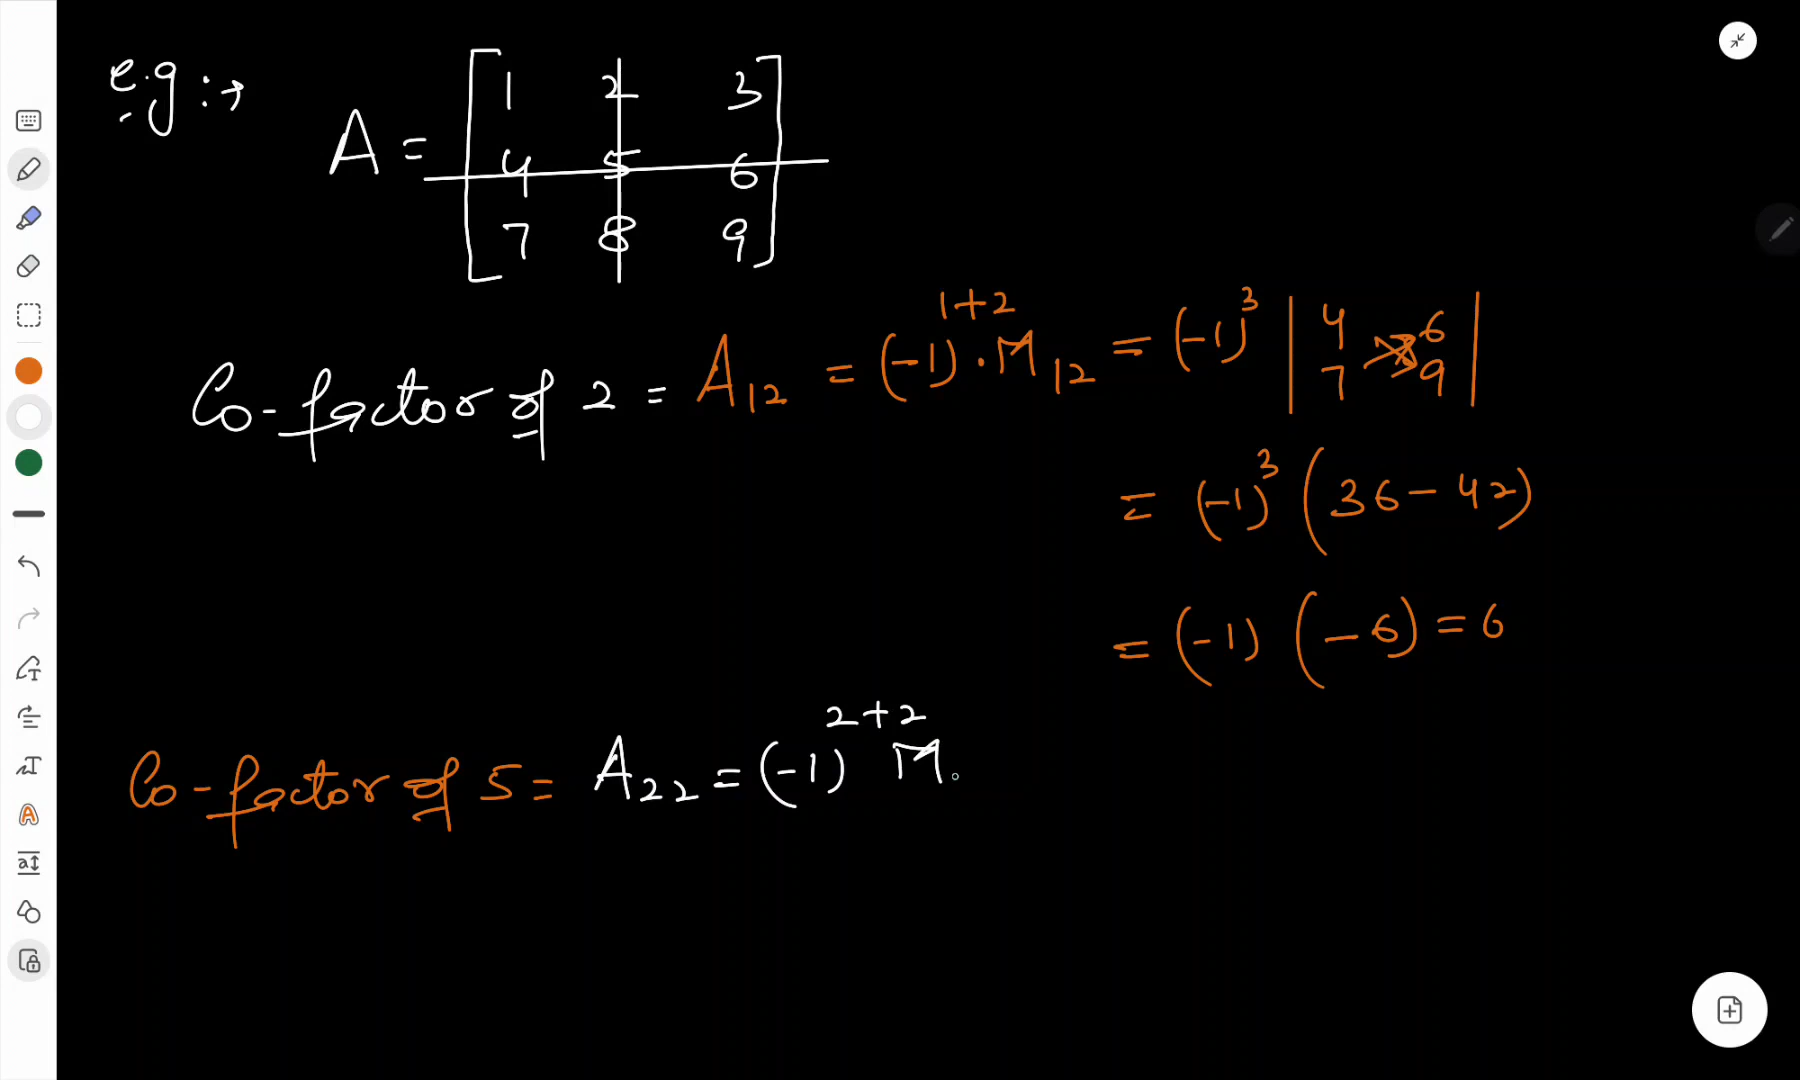 e.g :→
A = [1 2 3
4 5 6
7 8 9]
Co-factor of 2 = A₁₂ = (-1)¹⁺² · M₁₂ = (-1)³ |4 6
7 9|
= (-1)³ (36 - 42)
= (-1) (-6) = 6
Co-factor of 5 = A₂₂ = (-1)²⁺² M